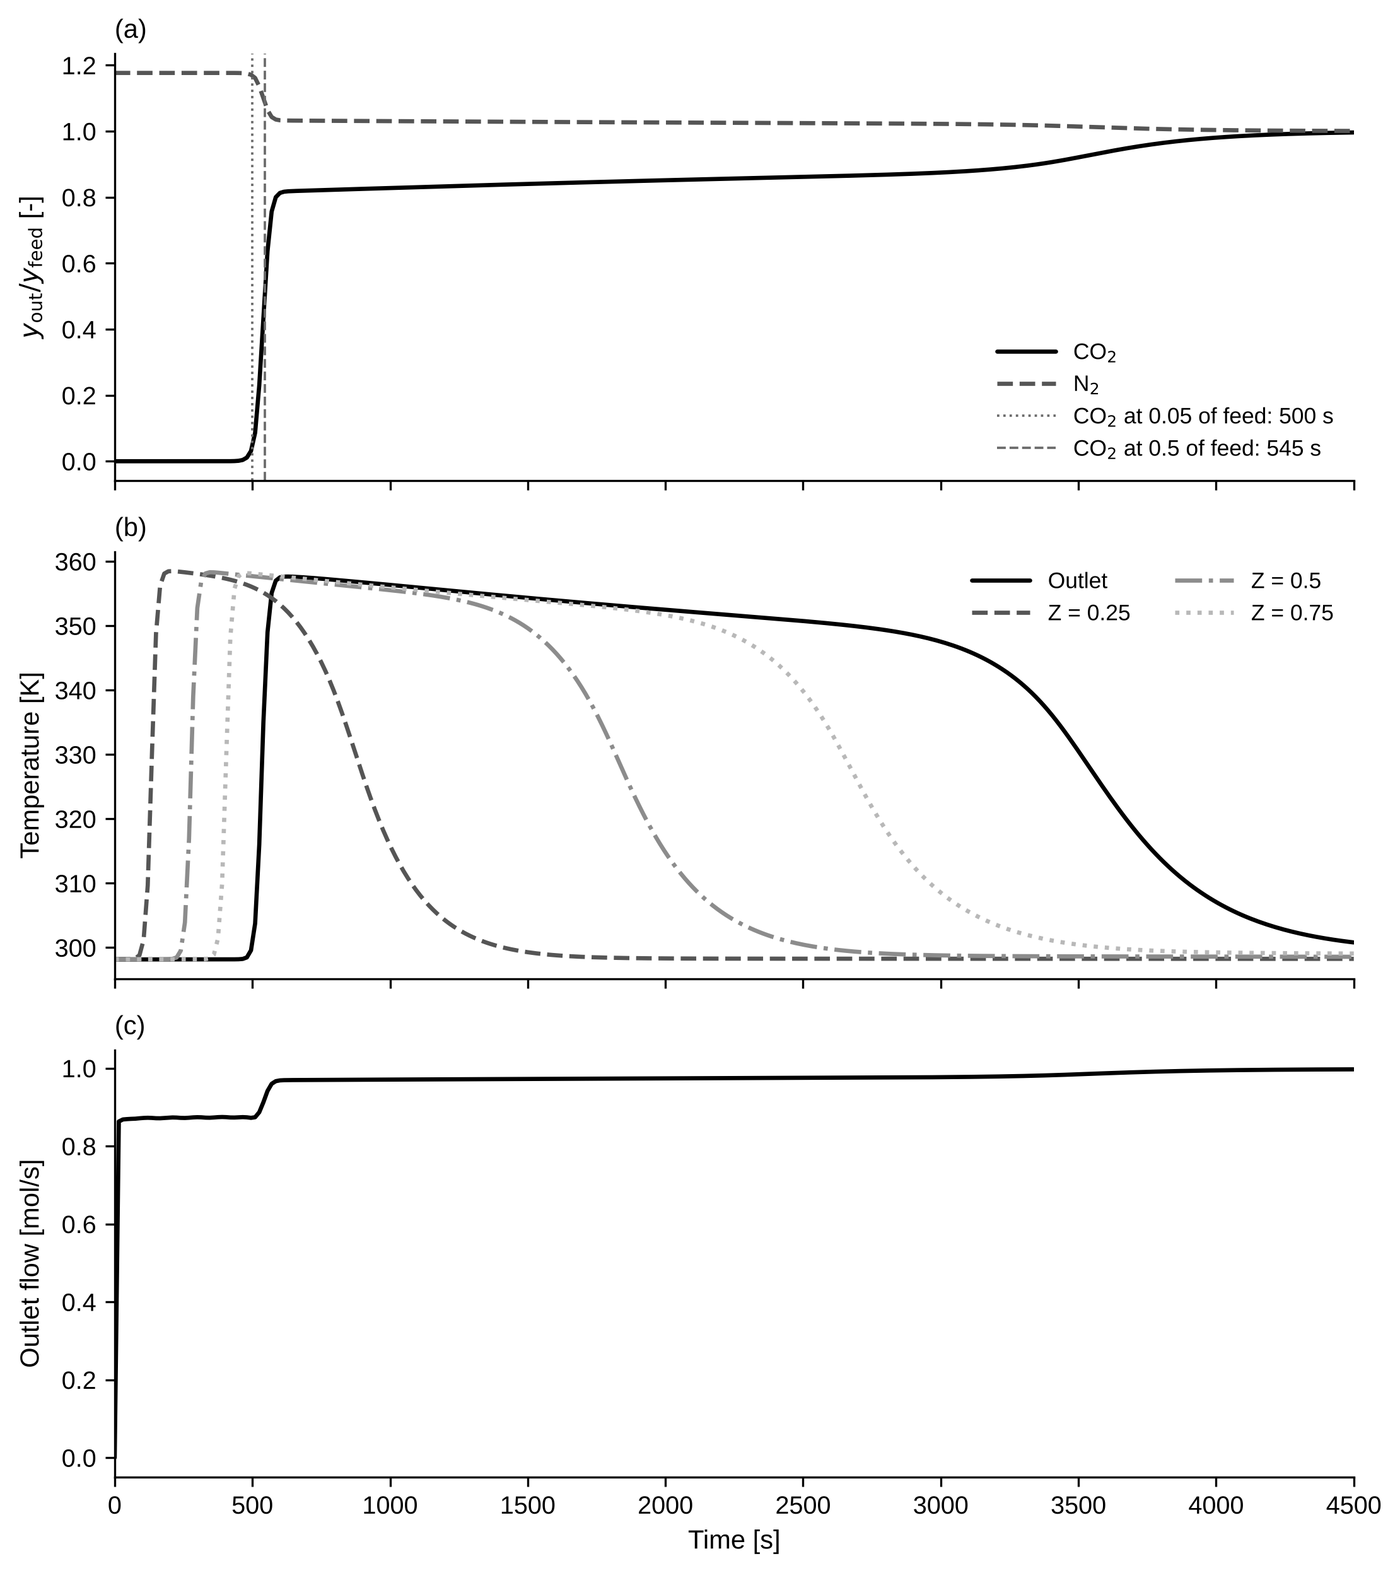 (a)
1.2
1.0
0.8
0.6
0.4
0.2
0.0
y_out/y_feed [-]
CO₂
N₂
CO₂ at 0.05 of feed: 500 s
CO₂ at 0.5 of feed: 545 s
(b)
360
350
340
330
320
310
300
Temperature [K]
Outlet
Z = 0.25
Z = 0.5
Z = 0.75
(c)
1.0
0.8
0.6
0.4
0.2
0.0
Outlet flow [mol/s]
0 500 1000 1500 2000 2500 3000 3500 4000 4500
Time [s]